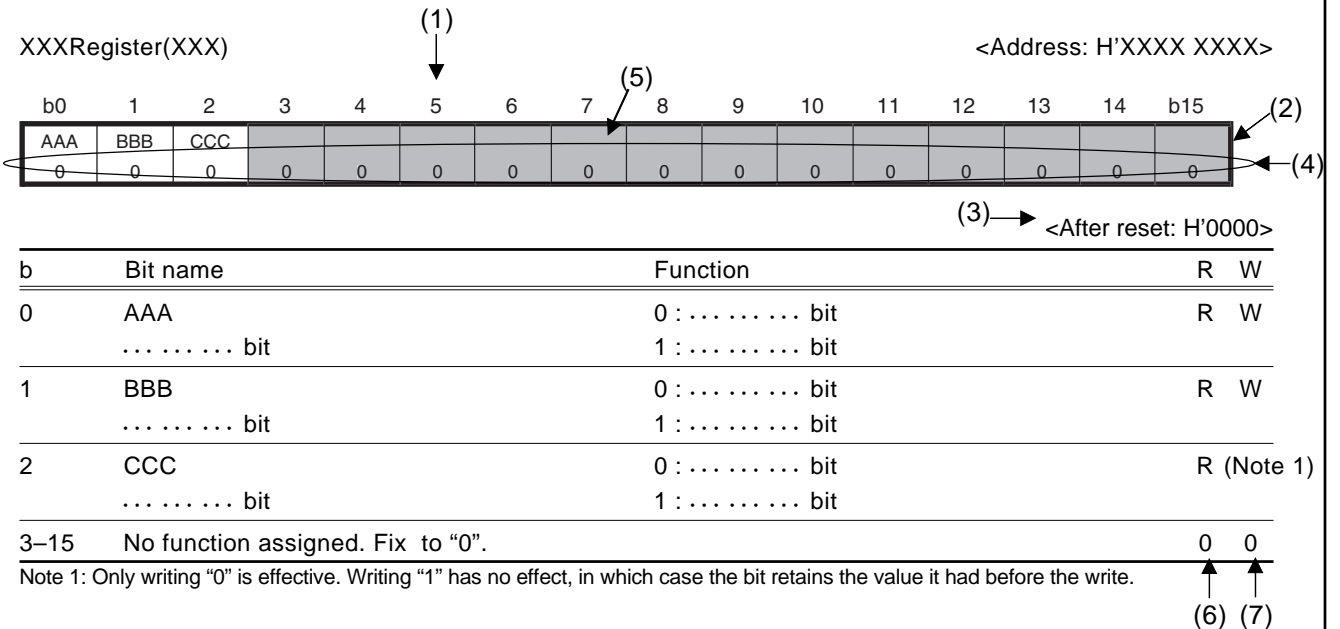 (1)
XXXRegister(XXX) <Address: H'XXXX XXXX>
(5)
b0 1 2 3 4 5 6 7 8 9 10 11 12 13 14 b15
(2)
AAA BBB CCC
0 0 0 0 0 0 0 0 0 0 0 0 0 0 0 0
(4)
(3) <After reset: H'0000>
b Bit name Function R W
0 AAA 0 : ... ... ... bit R W
... ... ... bit 1 : ... ... ... bit
1 BBB 0 : ... ... ... bit R W
... ... ... bit 1 : ... ... ... bit
2 CCC 0 : ... ... ... bit R (Note 1)
... ... ... bit 1 : ... ... ... bit
3–15 No function assigned. Fix to “0”. 0 0
Note 1: Only writing “0” is effective. Writing “1” has no effect, in which case the bit retains the value it had before the write.
(6) (7)